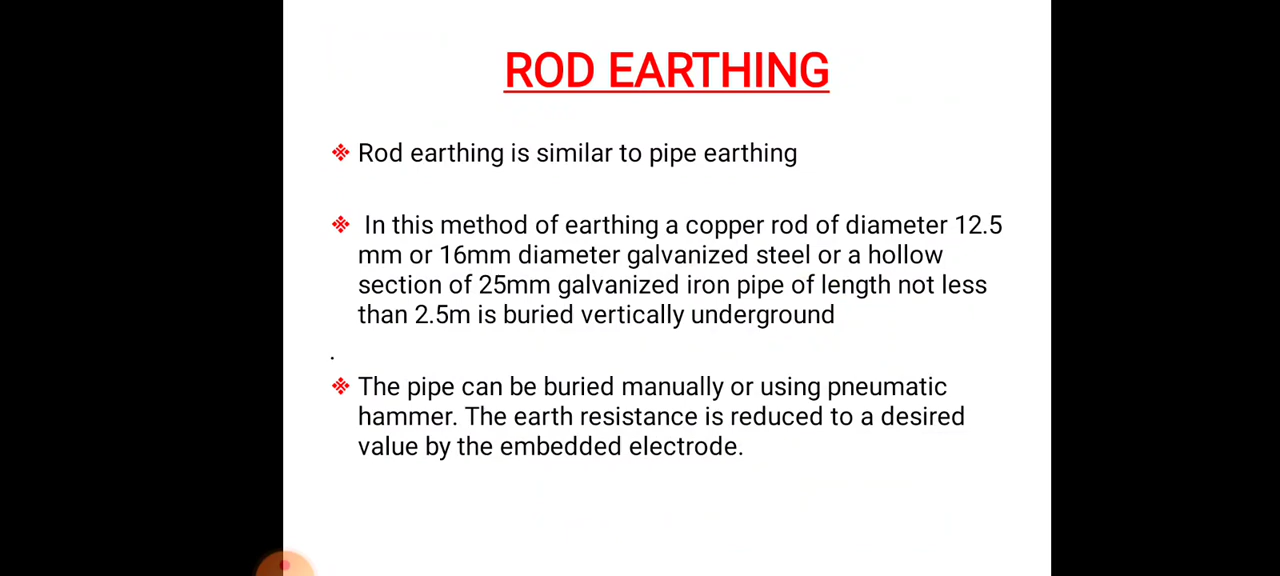 ROD EARTHING
❖ Rod earthing is similar to pipe earthing
❖ In this method of earthing a copper rod of diameter 12.5
mm or 16mm diameter galvanized steel or a hollow
section of 25mm galvanized iron pipe of length not less
than 2.5m is buried vertically underground
.
❖ The pipe can be buried manually or using pneumatic
hammer. The earth resistance is reduced to a desired
value by the embedded electrode.